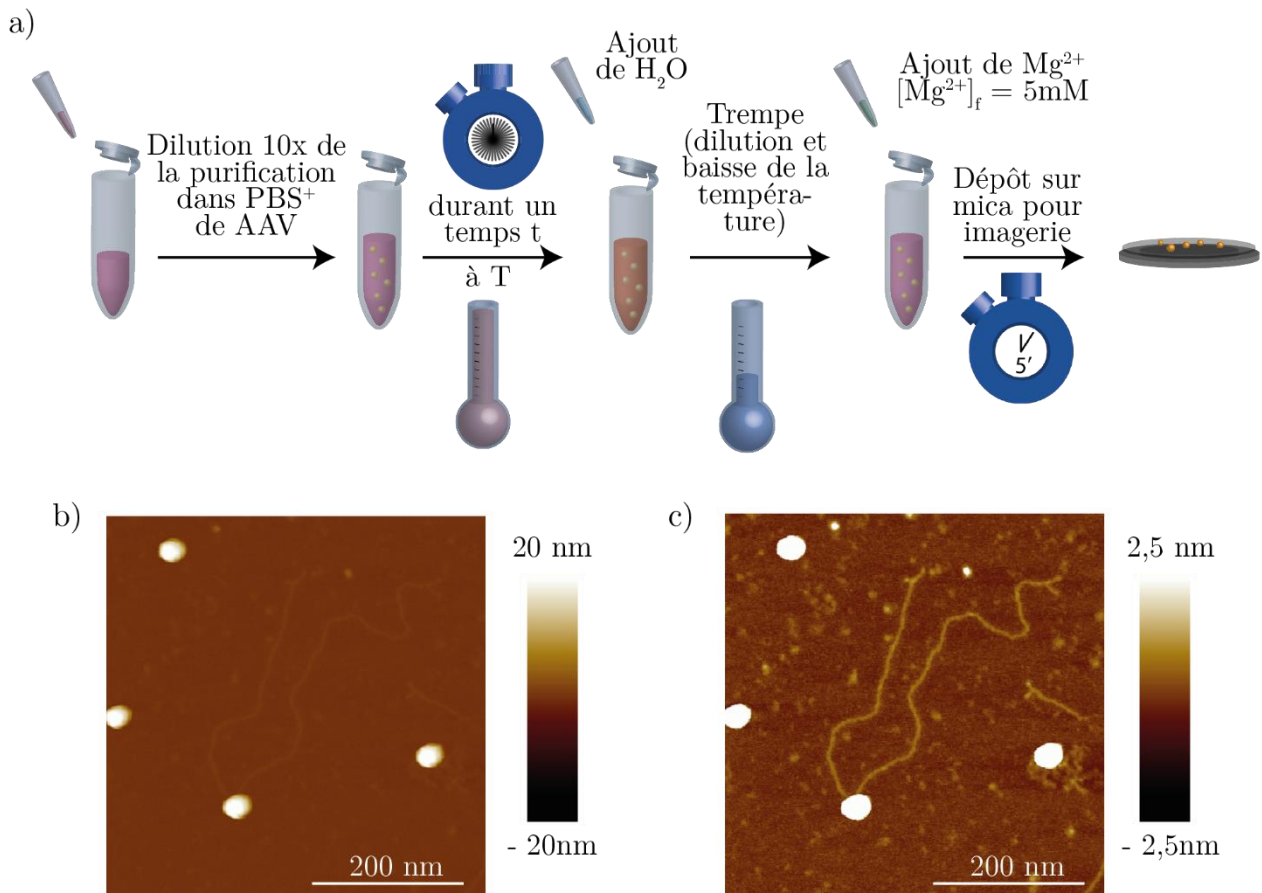 a)
Dilution 10x de
la purification
dans PBS⁺
de AAV
durant un
temps t
à T
Ajout
de H₂O
Trempe
(dilution et
baisse de la
tempéra-
ture)
Ajout de Mg²⁺
[Mg²⁺]f = 5mM
Dépôt sur
mica pour
imagerie
5'
b)
20 nm
- 20nm
200 nm
c)
2,5 nm
- 2,5nm
200 nm